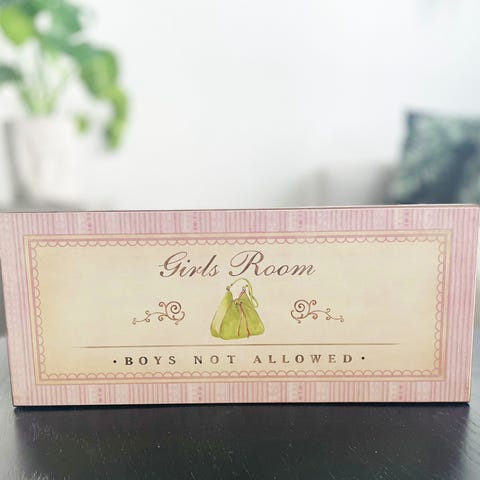 Girls Room
• BOYS NOT ALLOWED •